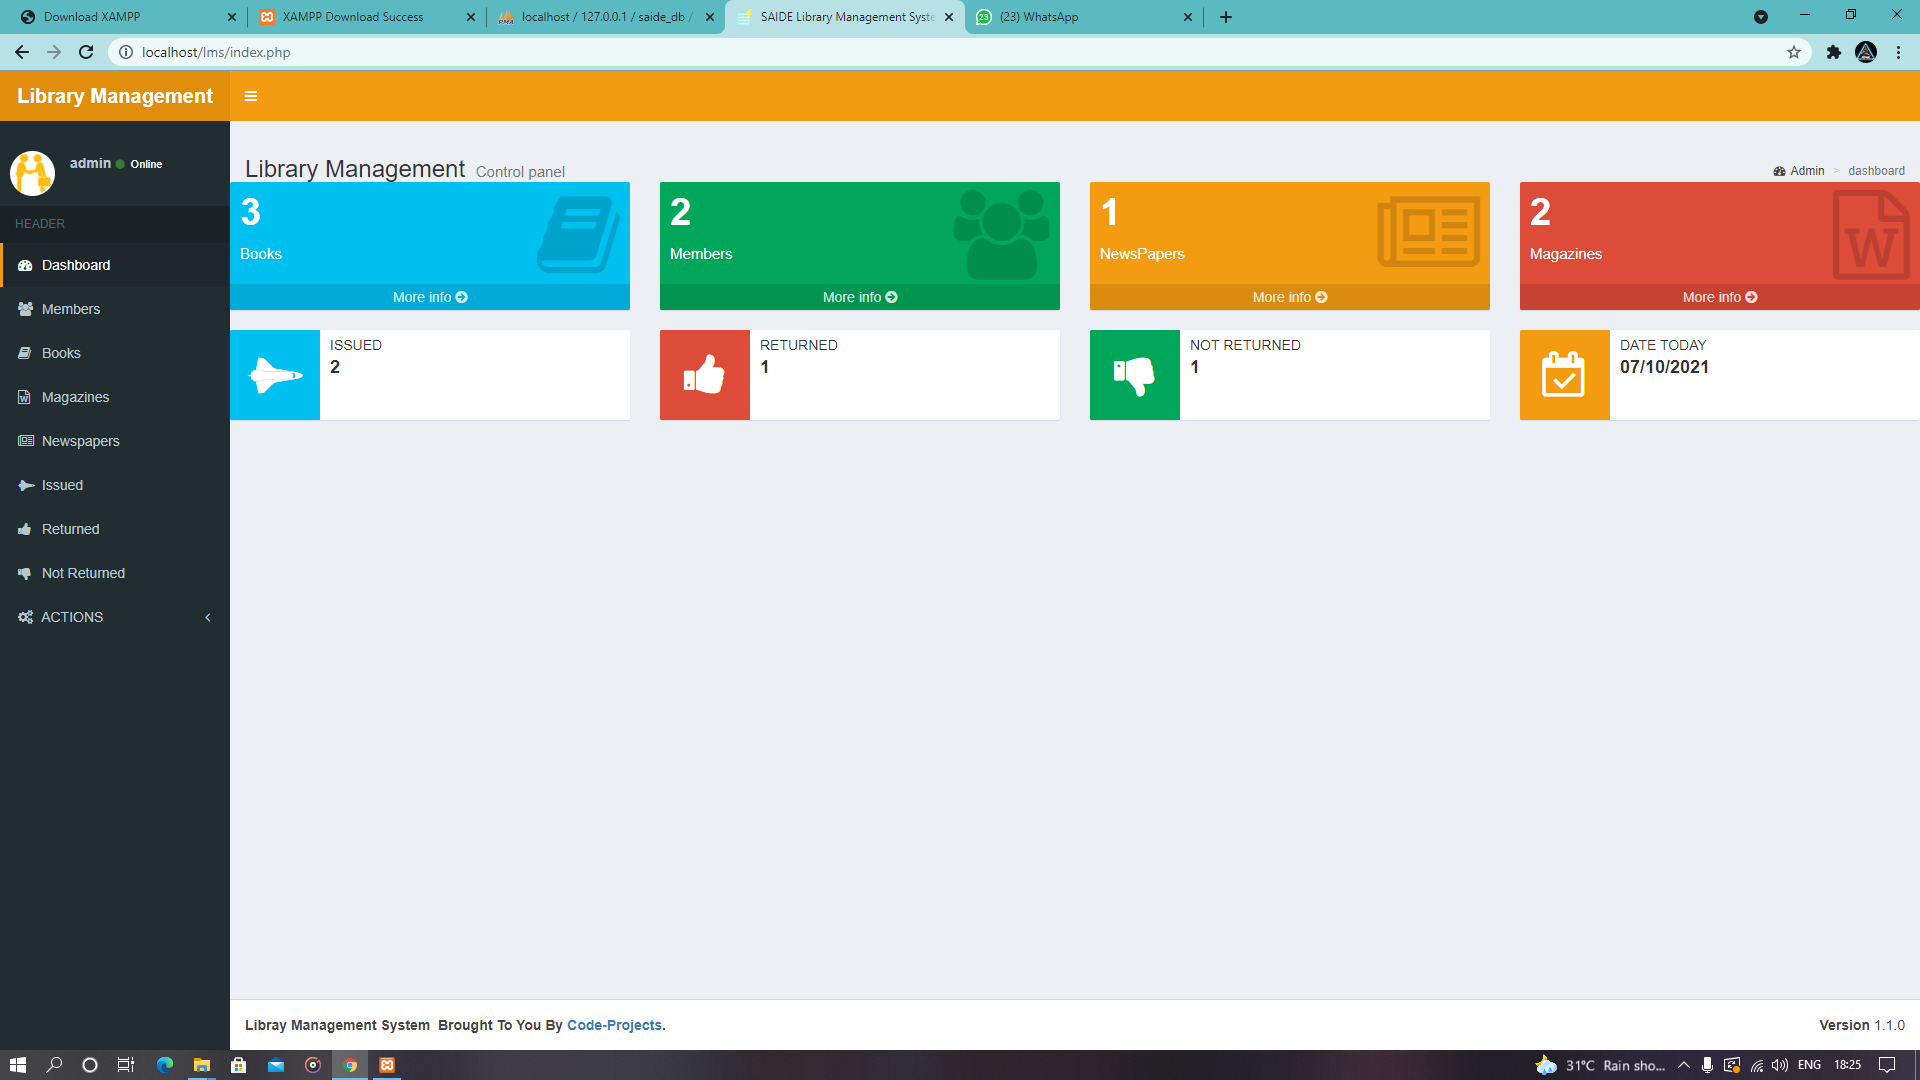 Download XAMPP
XAMPP Download Success
localhost / 127.0.0.1 / saide_db /
SAIDE Library Management Syste
23
(23) WhatsApp
localhost/lms/index.php
Library Management
admin Online
HEADER
Dashboard
Members
Books
Magazines
Newspapers
Issued
Returned
Not Returned
ACTIONS
Library Management Control panel
Admin > dashboard
3
Books
More info
2
Members
More info
1
NewsPapers
More info
2
Magazines
W
More info
ISSUED
2
RETURNED
1
NOT RETURNED
1
DATE TODAY
07/10/2021
Libray Management System Brought To You By Code-Projects.
Version 1.1.0
31°C Rain sho...
ENG
18:25